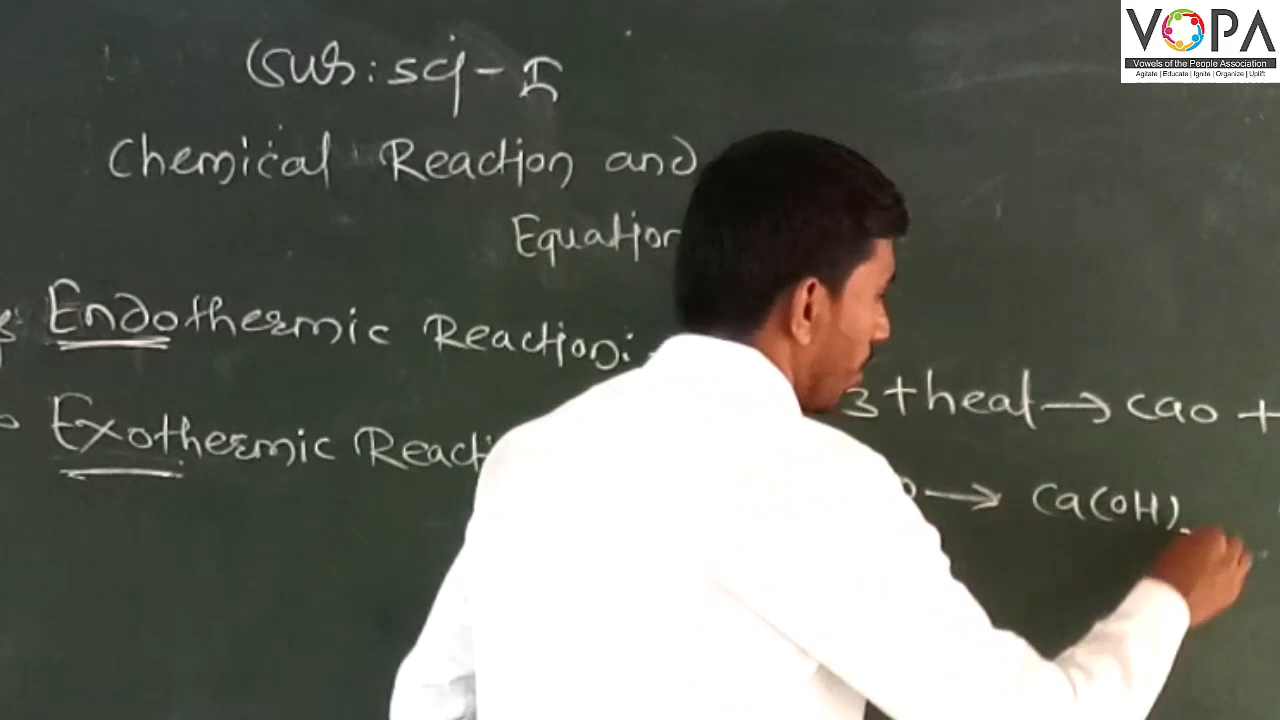 VOPA
Vowels of the People Association
Agitate | Educate | Ignite | Organize | Uplift
Sub: sci - I
Chemical Reaction and
Equation
Endothermic Reaction:
3 + heat → cao +
Exothermic Reacti
→ Ca(OH)